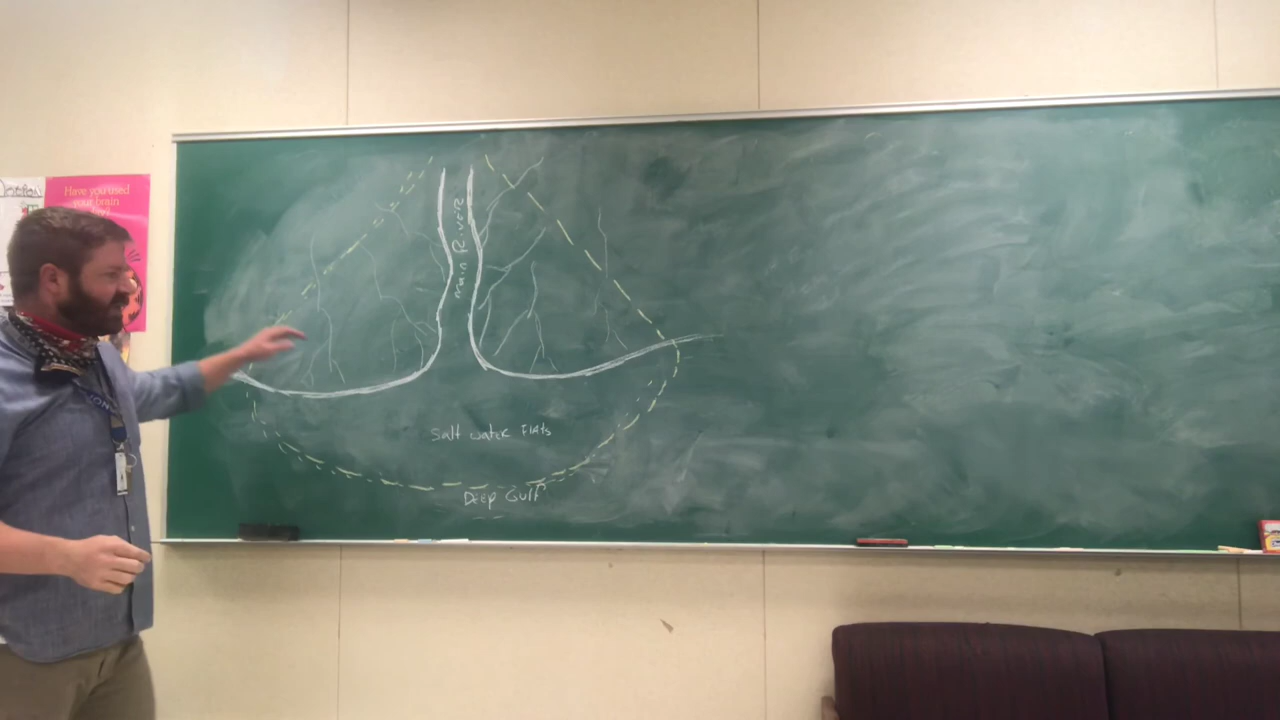 Have you used
your brain
Main River
Salt water Flats
Deep Gulf